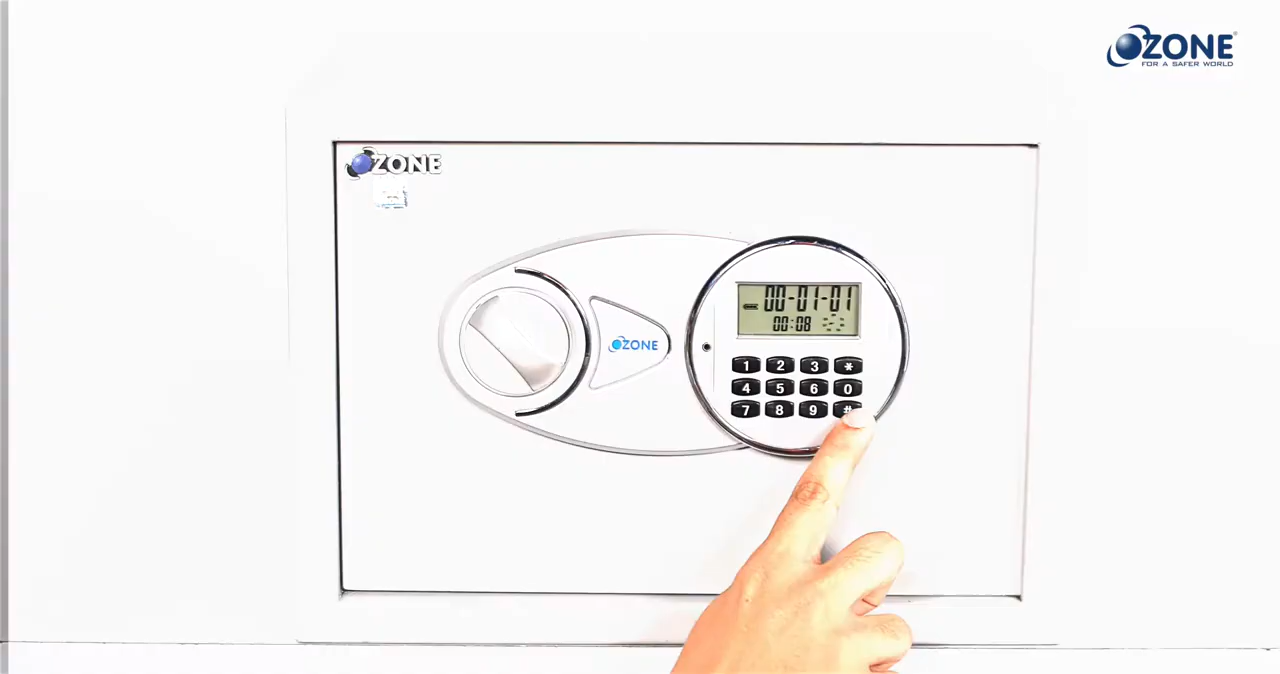 OZONE®
FOR A SAFER WORLD
OZONE
00-01-01
00:08
OZONE
1 2 3 *
4 5 6 0
7 8 9 #